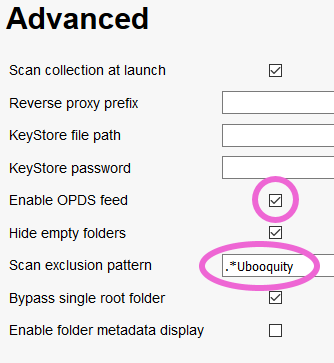 Advanced
Scan collection at launch
Reverse proxy prefix
KeyStore file path
KeyStore password
Enable OPDS feed
Hide empty folders
Scan exclusion pattern .*Ubooquity
Bypass single root folder
Enable folder metadata display